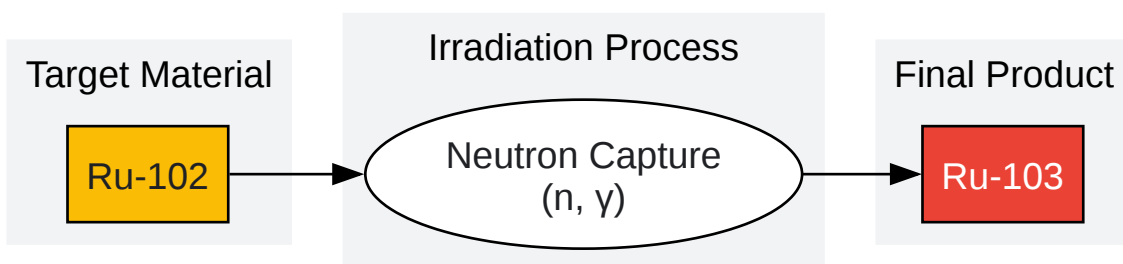 Target Material
Ru-102
Irradiation Process
Neutron Capture
(n, γ)
Final Product
Ru-103